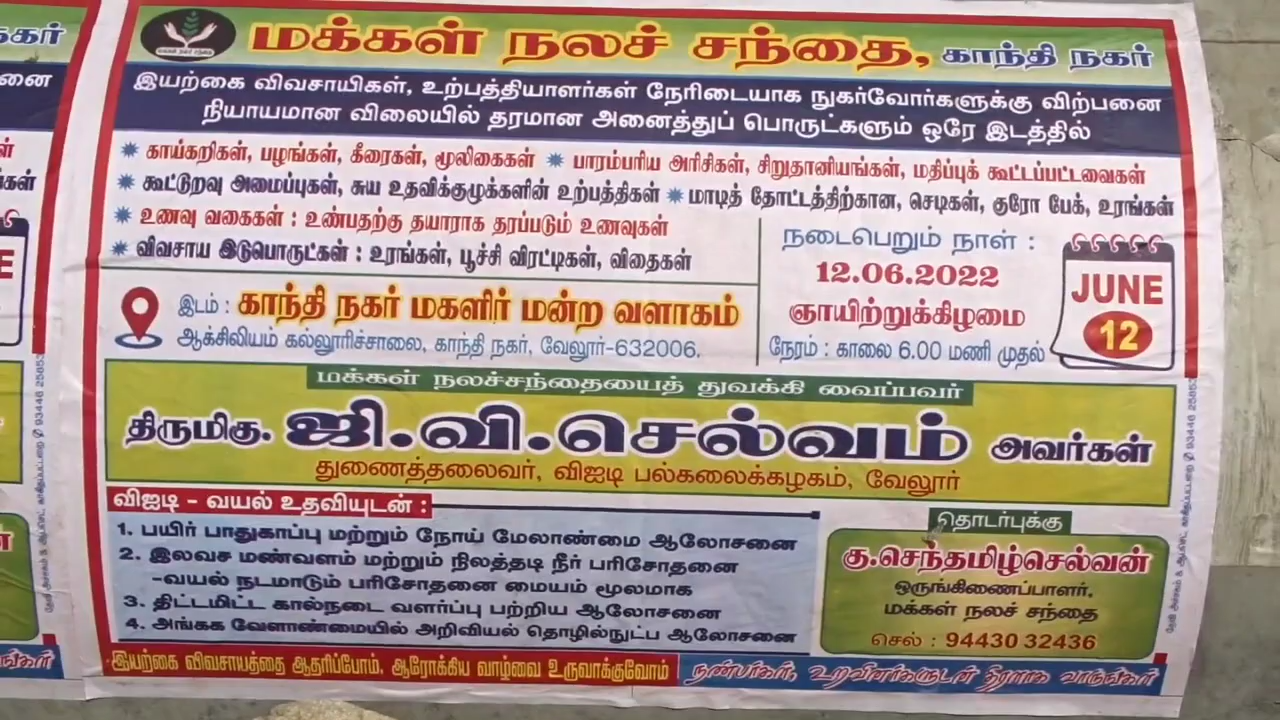 மக்கள் நலச் சந்தை, காந்தி நகர்
இயற்கை விவசாயிகள், உற்பத்தியாளர்கள் நேரிடையாக நுகர்வோர்களுக்கு விற்பனை
நியாயமான விலையில் தரமான அனைத்துப் பொருட்களும் ஒரே இடத்தில்
காய்கறிகள், பழங்கள், கீரைகள், மூலிகைகள் பாரம்பரிய அரிசிகள், சிறுதானியங்கள், மதிப்புக் கூட்டப்பட்டவைகள்
கூட்டுறவு அமைப்புகள், சுய உதவிக்குழுக்களின் உற்பத்திகள் மாடித் தோட்டத்திற்கான, செடிகள், குரோ பேக், உரங்கள்
உணவு வகைகள் : உண்பதற்கு தயாராக தரப்படும் உணவுகள்
விவசாய இடுபொருட்கள் : உரங்கள், பூச்சி விரட்டிகள், விதைகள்
நடைபெறும் நாள் :
12.06.2022
ஞாயிற்றுக்கிழமை
நேரம் : காலை 6.00 மணி முதல்
JUNE
12
இடம் : காந்தி நகர் மகளிர் மன்ற வளாகம்
ஆக்சிலியம் கல்லூரிச்சாலை, காந்தி நகர், வேலூர்-632006.
மக்கள் நலச்சந்தையைத் துவக்கி வைப்பவர்
திருமிகு. ஜி.வி.செல்வம் அவர்கள்
துணைத்தலைவர், விஐடி பல்கலைக்கழகம், வேலூர்
விஐடி - வயல் உதவியுடன் :
1. பயிர் பாதுகாப்பு மற்றும் நோய் மேலாண்மை ஆலோசனை
2. இலவச மண்வளம் மற்றும் நிலத்தடி நீர் பரிசோதனை
-வயல் நடமாடும் பரிசோதனை மையம் மூலமாக
3. திட்டமிட்ட கால்நடை வளர்ப்பு பற்றிய ஆலோசனை
4. அங்கக வேளாண்மையில் அறிவியல் தொழில்நுட்ப ஆலோசனை
தொடர்புக்கு
கு.செந்தமிழ்செல்வன்
ஒருங்கிணைப்பாளர்,
மக்கள் நலச் சந்தை
செல் : 94430 32436
இயற்கை விவசாயத்தை ஆதரிப்போம், ஆரோக்கிய வாழ்வை உருவாக்குவோம்
நண்பர்கள், உறவினர்களுடன் தீராராக வாருங்கள்